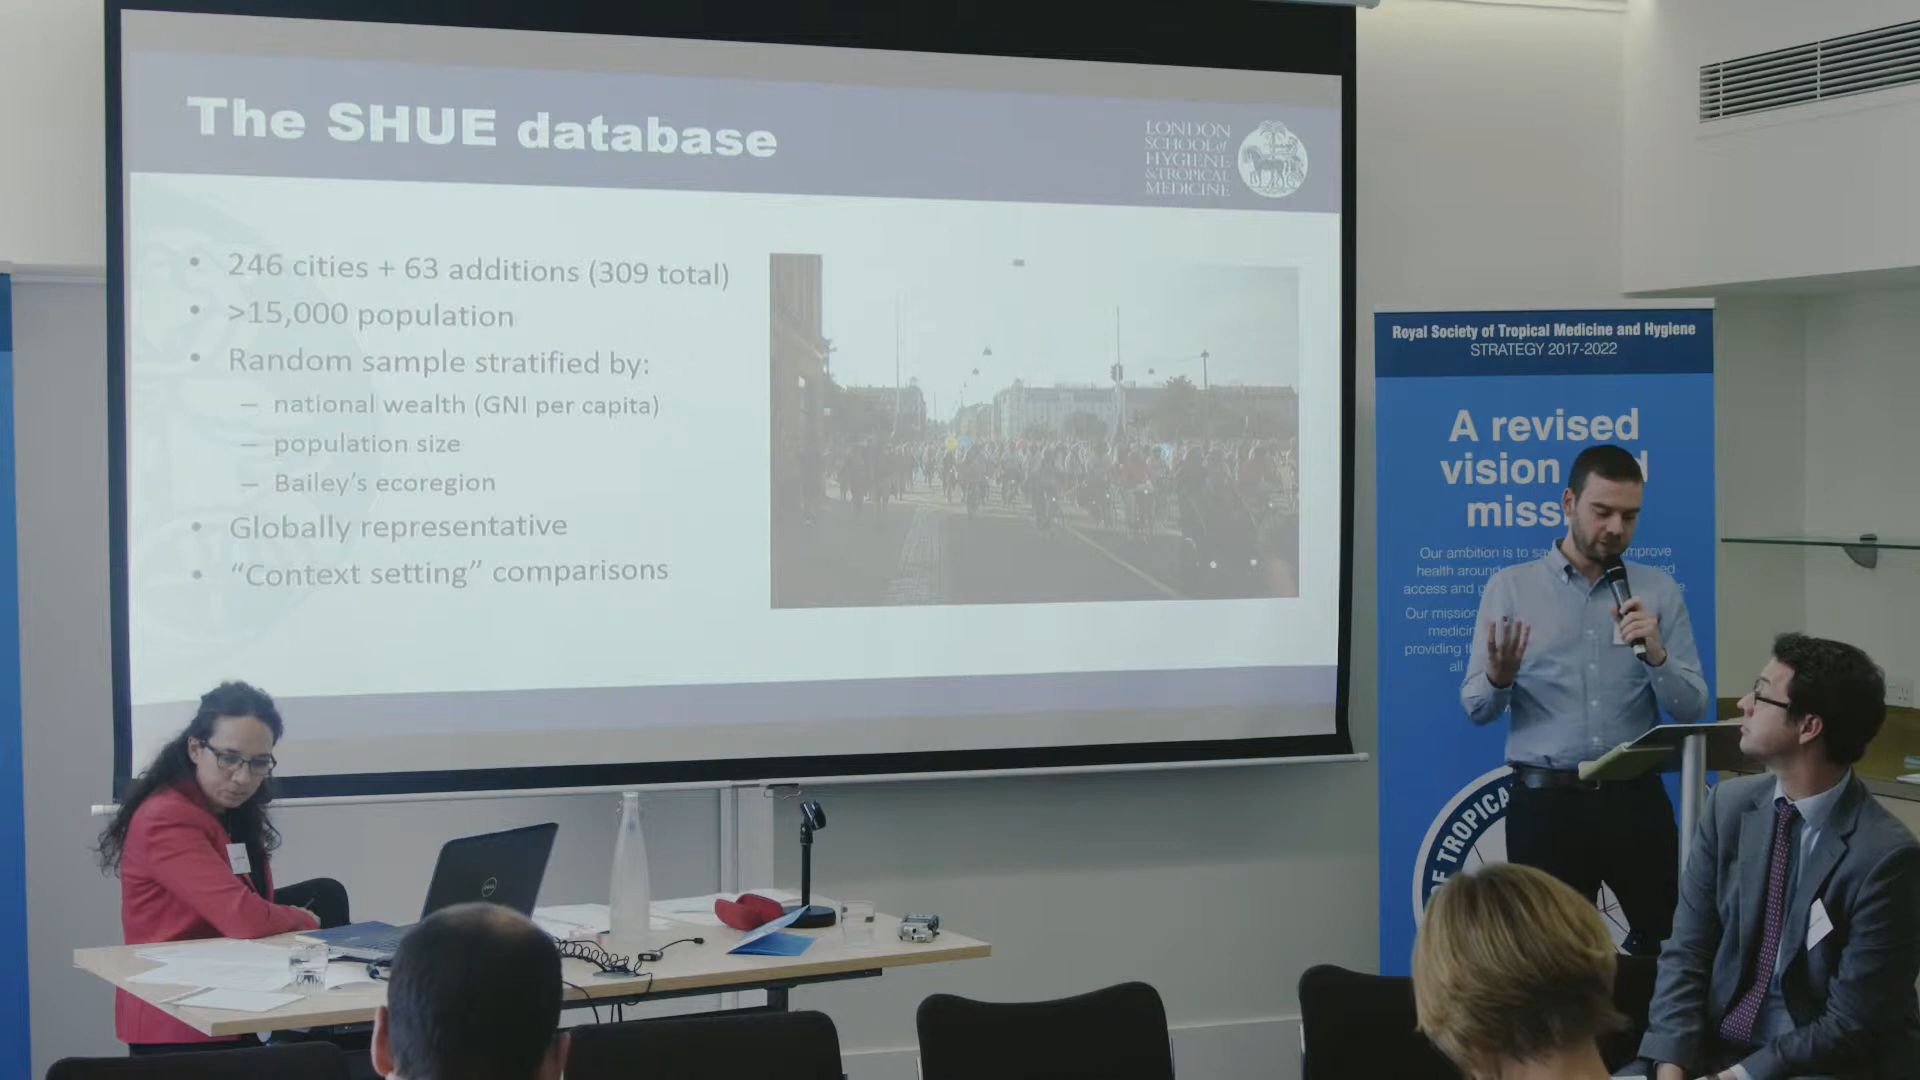 The SHUE database
LONDON
SCHOOL of
HYGIENE
& TROPICAL
MEDICINE
• 246 cities + 63 additions (309 total)
• >15,000 population
• Random sample stratified by:
– national wealth (GNI per capita)
– population size
– Bailey's ecoregion
• Globally representative
• “Context setting” comparisons
Royal Society of Tropical Medicine and Hygiene
STRATEGY 2017-2022
A revised
vision
Our ambition is to improve
health
access and
Our mission
providing
all
OF TROPICA
DELL